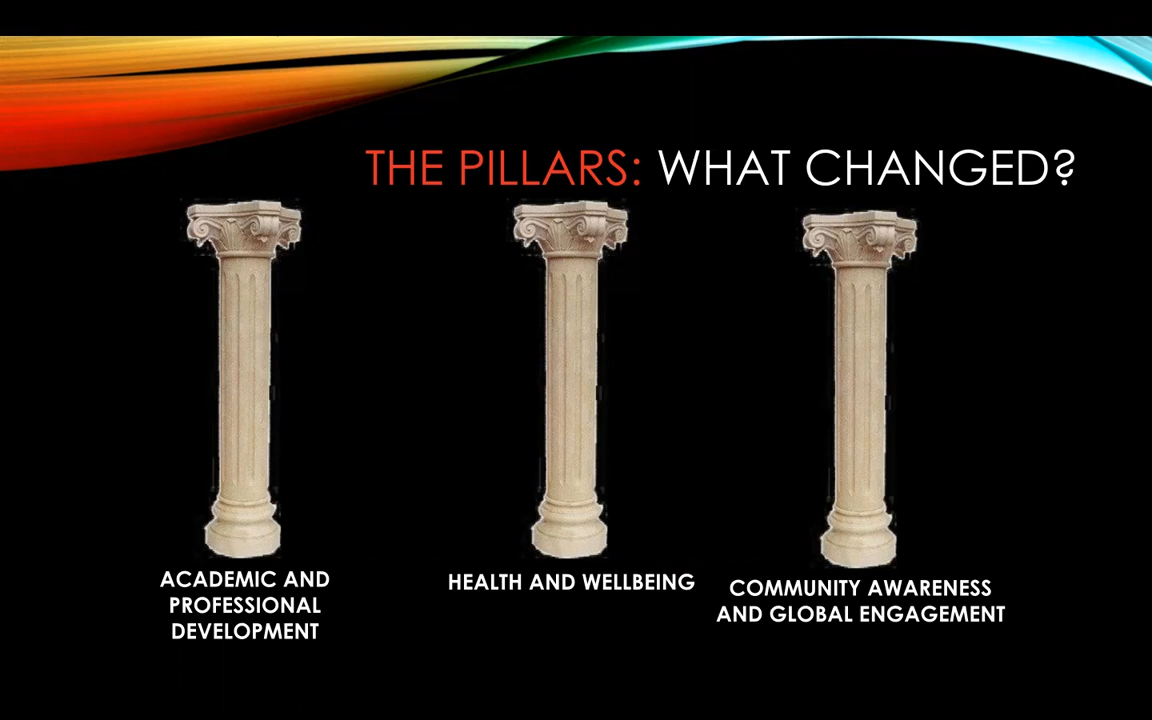 THE PILLARS: WHAT CHANGED?
ACADEMIC AND
PROFESSIONAL
DEVELOPMENT
HEALTH AND WELLBEING
COMMUNITY AWARENESS
AND GLOBAL ENGAGEMENT